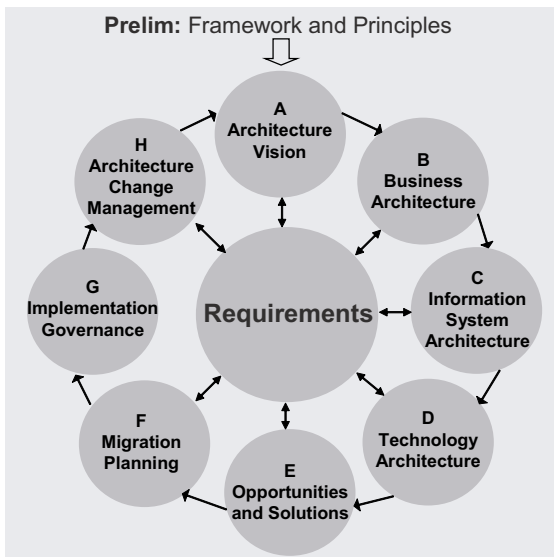 Prelim: Framework and Principles
A
Architecture
Vision
B
Business
Architecture
C
Information
System
Architecture
D
Technology
Architecture
E
Opportunities
and Solutions
F
Migration
Planning
G
Implementation
Governance
H
Architecture
Change
Management
Requirements